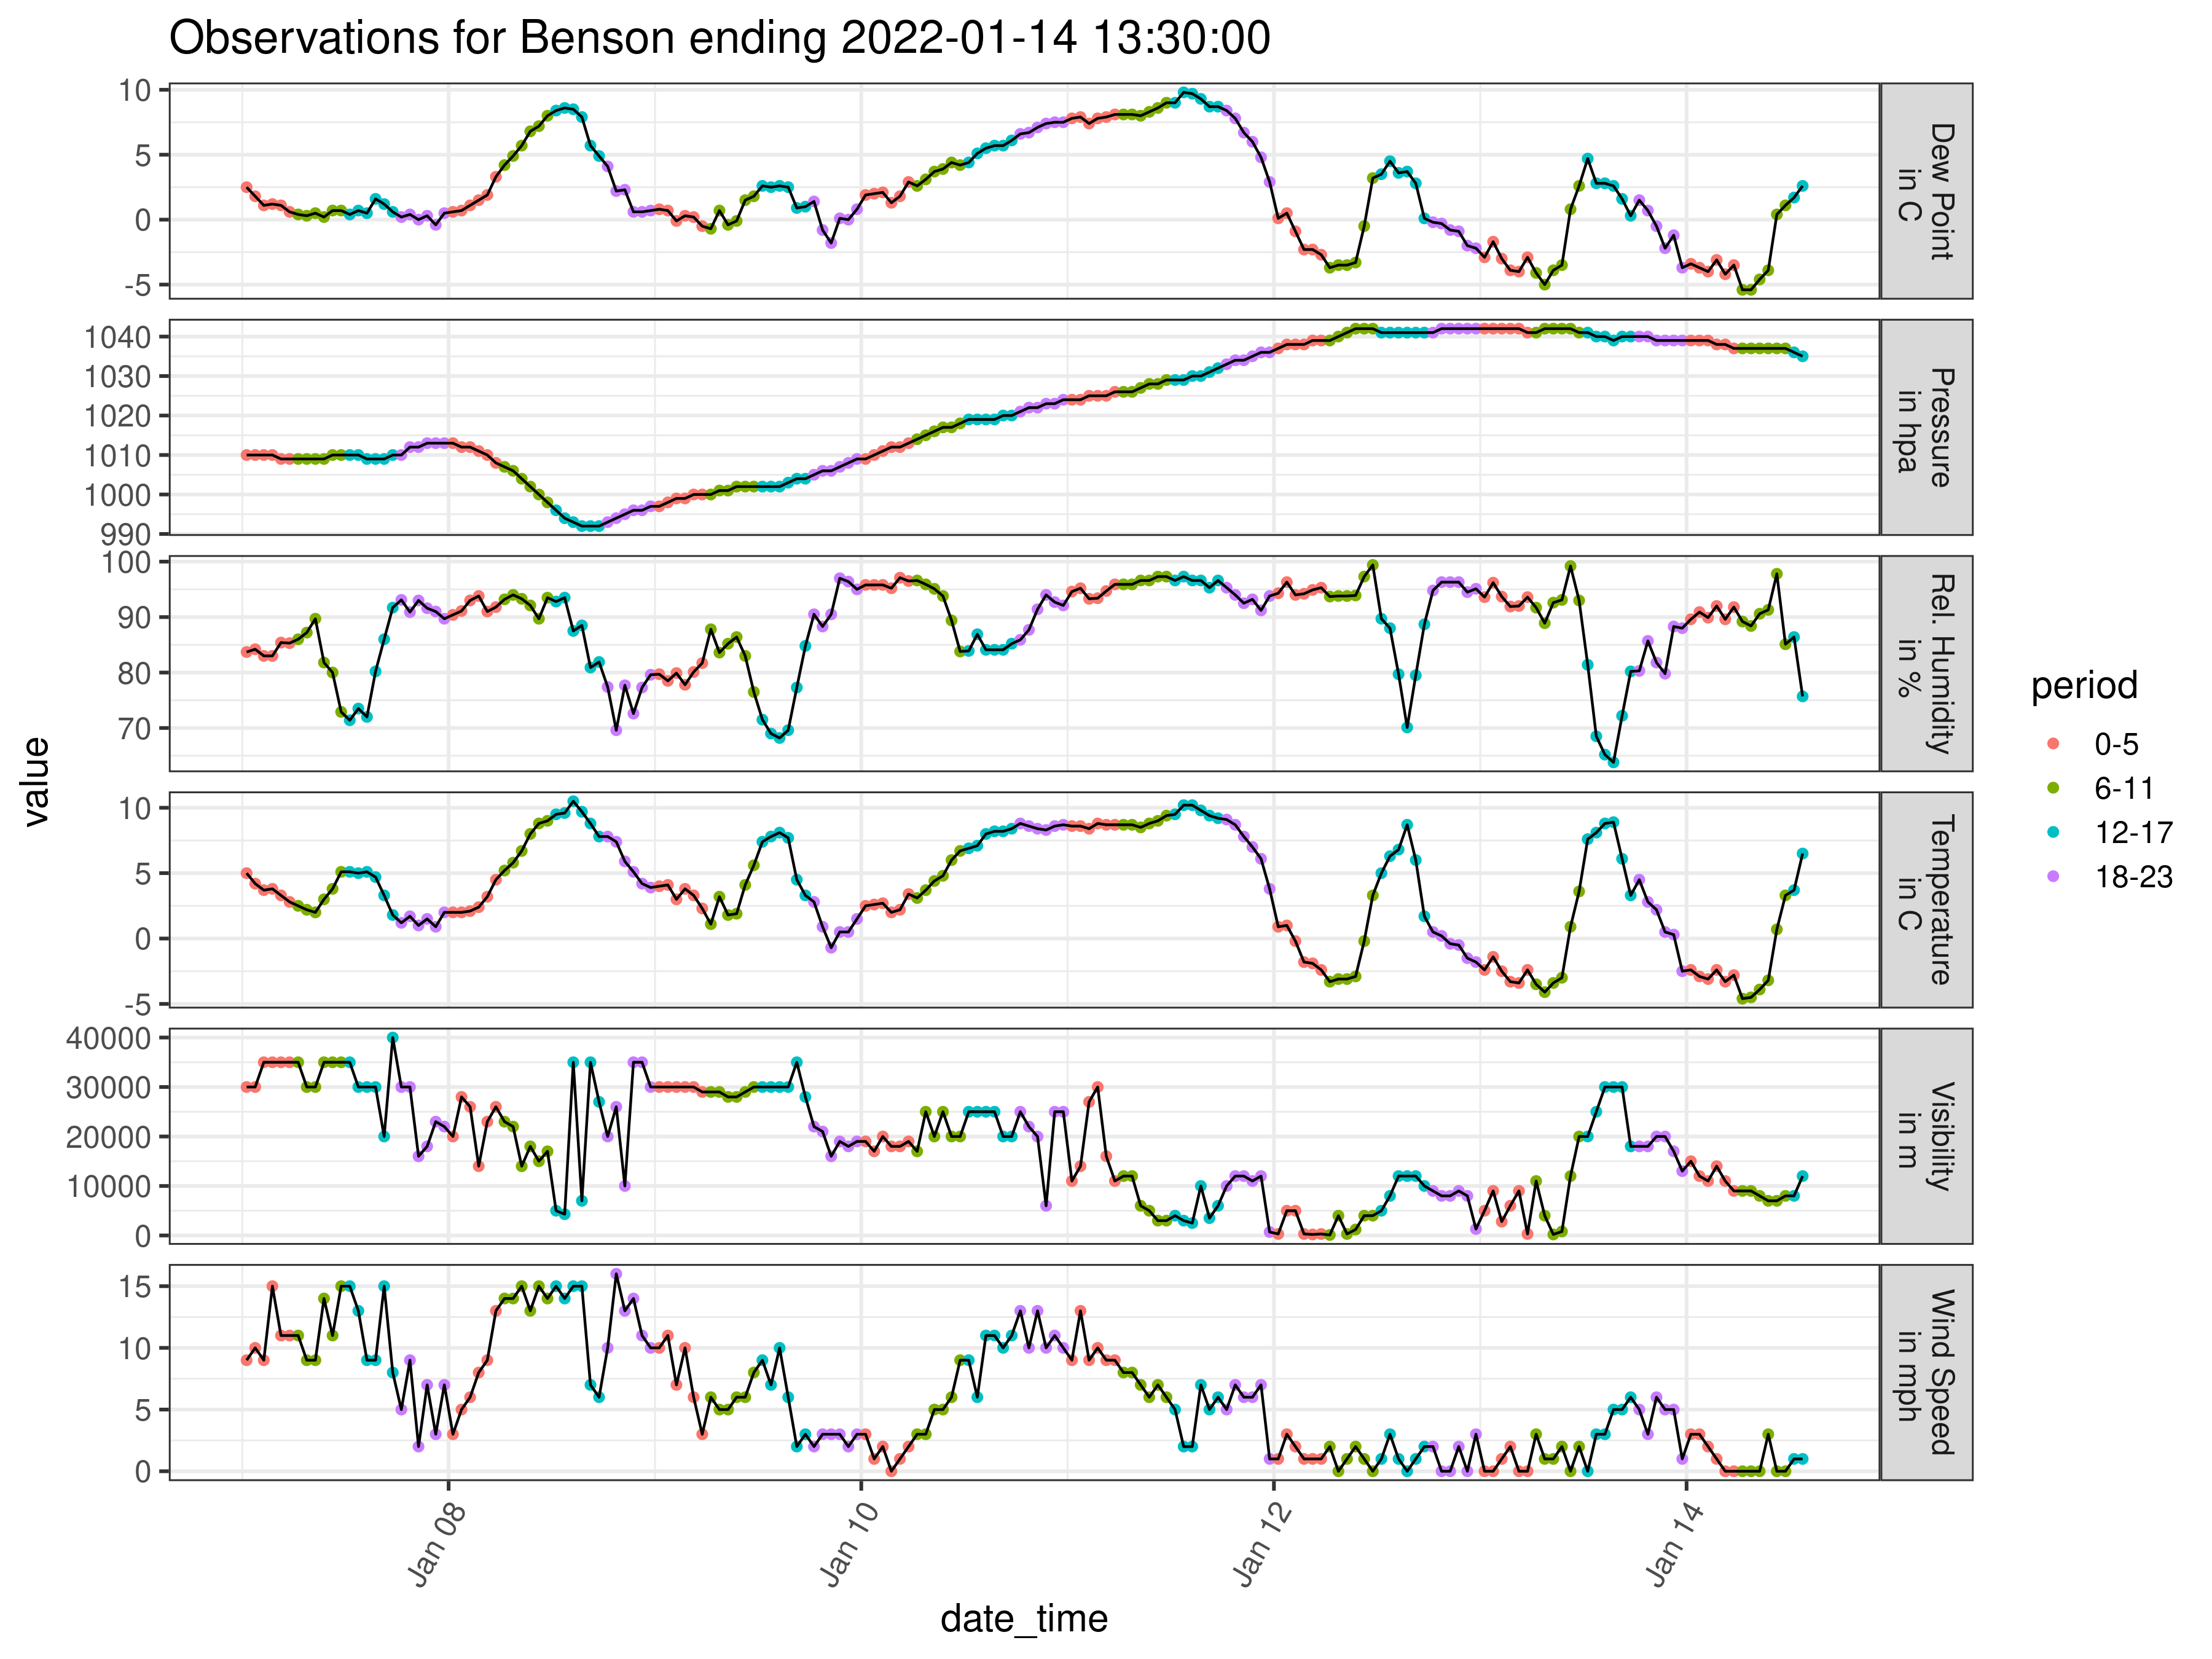 Observations for Benson ending 2022-01-14 13:30:00
value
10
5
0
-5
Dew Point
in C
1040
1030
1020
1010
1000
990
Pressure
in hpa
100
90
80
70
Rel. Humidity
in %
10
5
0
-5
Temperature
in C
40000
30000
20000
10000
0
Visibility
in m
15
10
5
0
Wind Speed
in mph
Jan 08
Jan 10
Jan 12
Jan 14
date_time
period
0-5
6-11
12-17
18-23